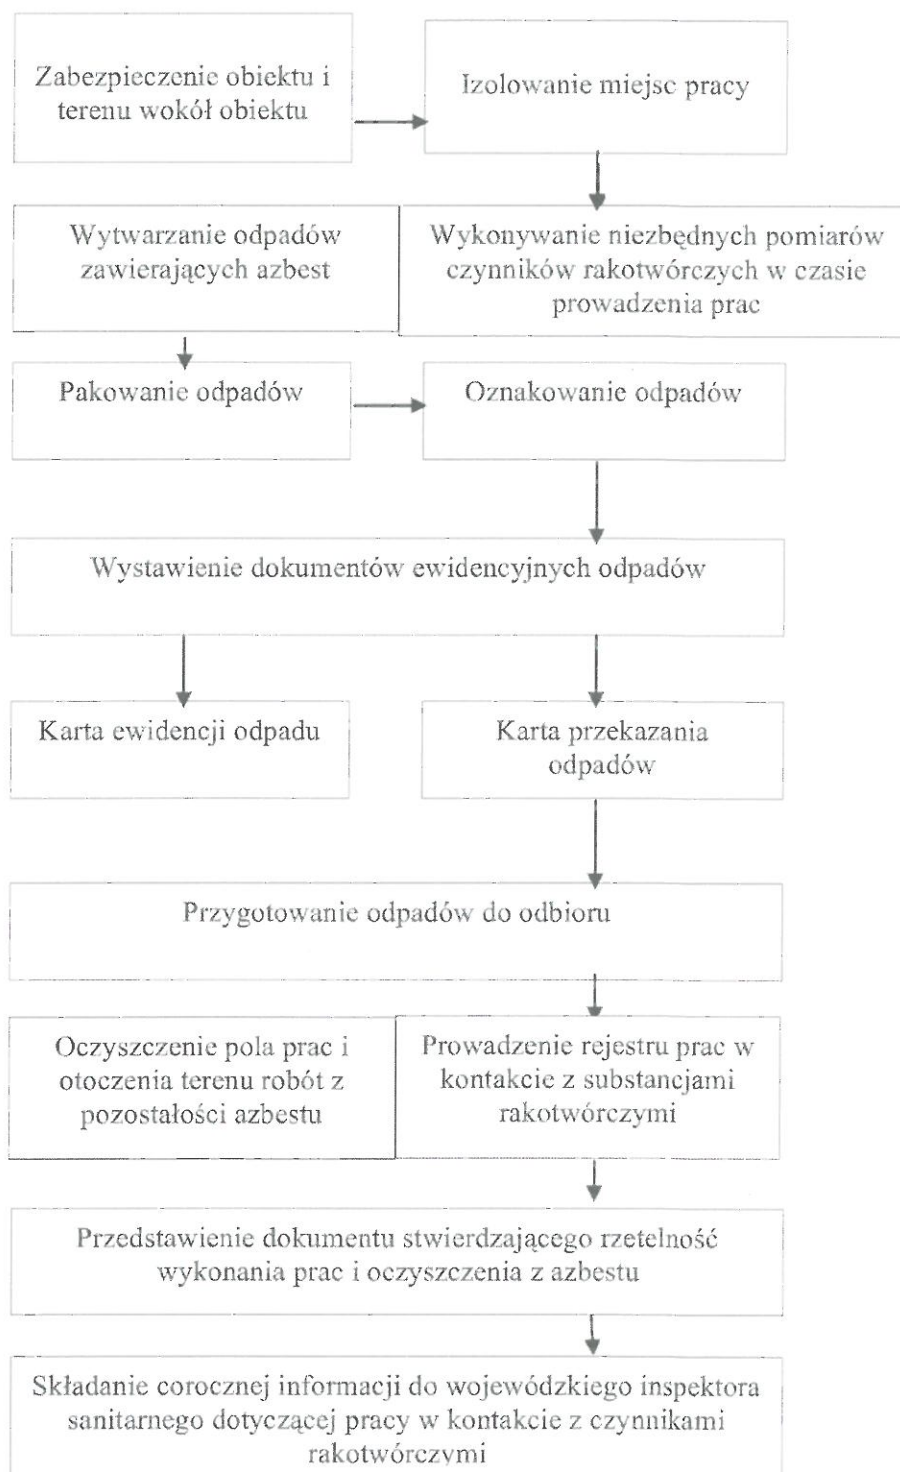 Zabezpieczenie obiektu i
terenu wokół obiektu
Izolowanie miejsc pracy
Wytwarzanie odpadów
zawierających azbest
Wykonywanie niezbędnych pomiarów
czynników rakotwórczych w czasie
prowadzenia prac
Pakowanie odpadów
Oznakowanie odpadów
Wystawienie dokumentów ewidencyjnych odpadów
Karta ewidencji odpadu
Karta przekazania
odpadów
Przygotowanie odpadów do odbioru
Oczyszczenie pola prac i
otoczenia terenu robót z
pozostałości azbestu
Prowadzenie rejestru prac w
kontakcie z substancjami
rakotwórczymi
Przedstawienie dokumentu stwierdzającego rzetelność
wykonania prac i oczyszczenia z azbestu
Składanie corocznej informacji do wojewódzkiego inspektora
sanitarnego dotyczącej pracy w kontakcie z czynnikami
rakotwórczymi